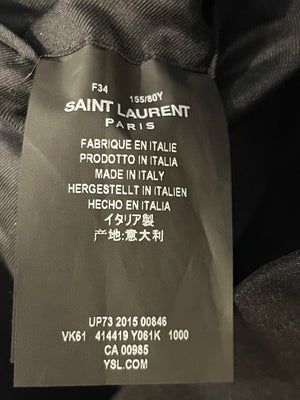 F34 155/80Y
SAINT LAURENT
PARIS
FABRIQUE EN ITALIE
PRODOTTO IN ITALIA
MADE IN ITALY
HERGESTELLT IN ITALIEN
HECHO EN ITALIA
イタリア製
产地:意大利
UP73 2015 00846
VK61 414419 Y061K 1000
CA 00985
YSL.COM